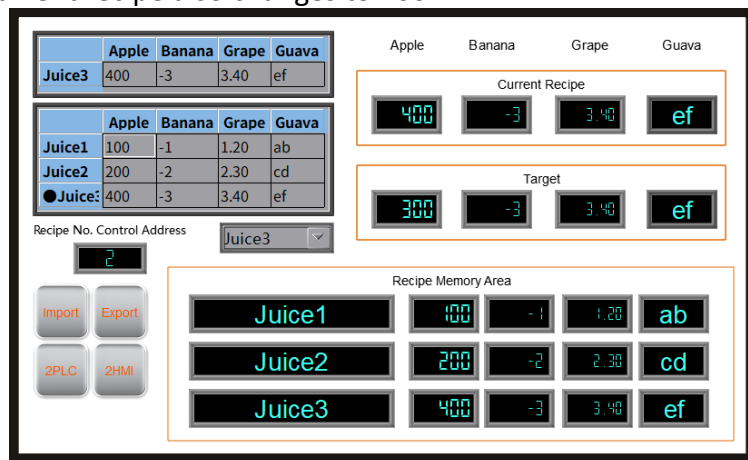 Apple Banana Grape Guava
Juice3 400 -3 3.40 ef
Apple Banana Grape Guava
Juice1 100 -1 1.20 ab
Juice2 200 -2 2.30 cd
●Juice3 400 -3 3.40 ef
Recipe No. Control Address
2
Juice3
Import Export
2PLC 2HMI
Apple Banana Grape Guava
Current Recipe
400 -3 3.40 ef
Target
300 -3 3.40 ef
Recipe Memory Area
Juice1 100 -1 1.20 ab
Juice2 200 -2 2.30 cd
Juice3 400 -3 3.40 ef